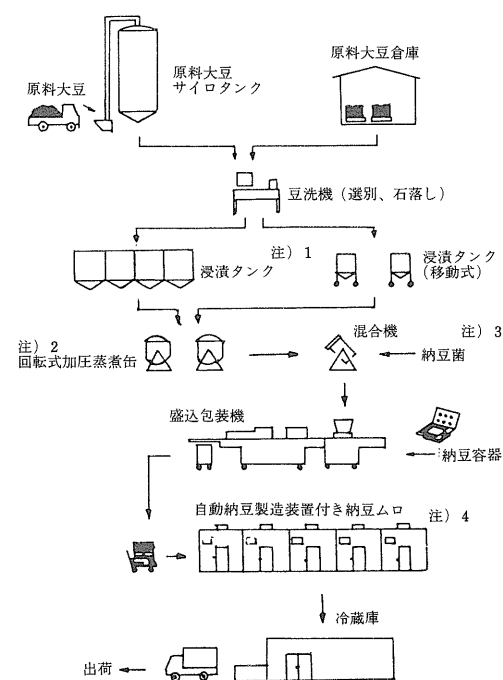 原料大豆
原料大豆
サイロタンク
原料大豆倉庫
豆洗機（選別、石落し）
注）1
浸漬タンク
浸漬タンク
（移動式）
注）2
回転式加圧蒸煮缶
混合機
注）3
納豆菌
盛込包装機
納豆容器
自動納豆製造装置付き納豆ムロ
注）4
冷蔵庫
出荷